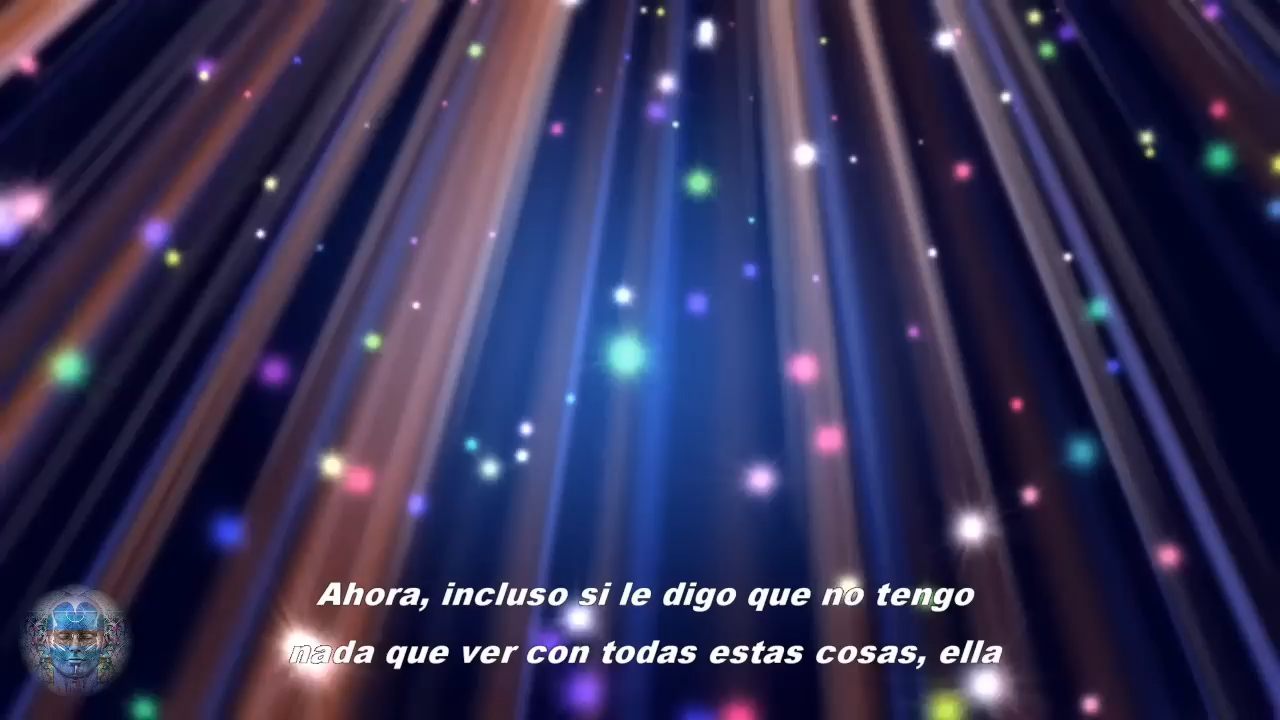 Ahora, incluso si le digo que no tengo
nada que ver con todas estas cosas, ella